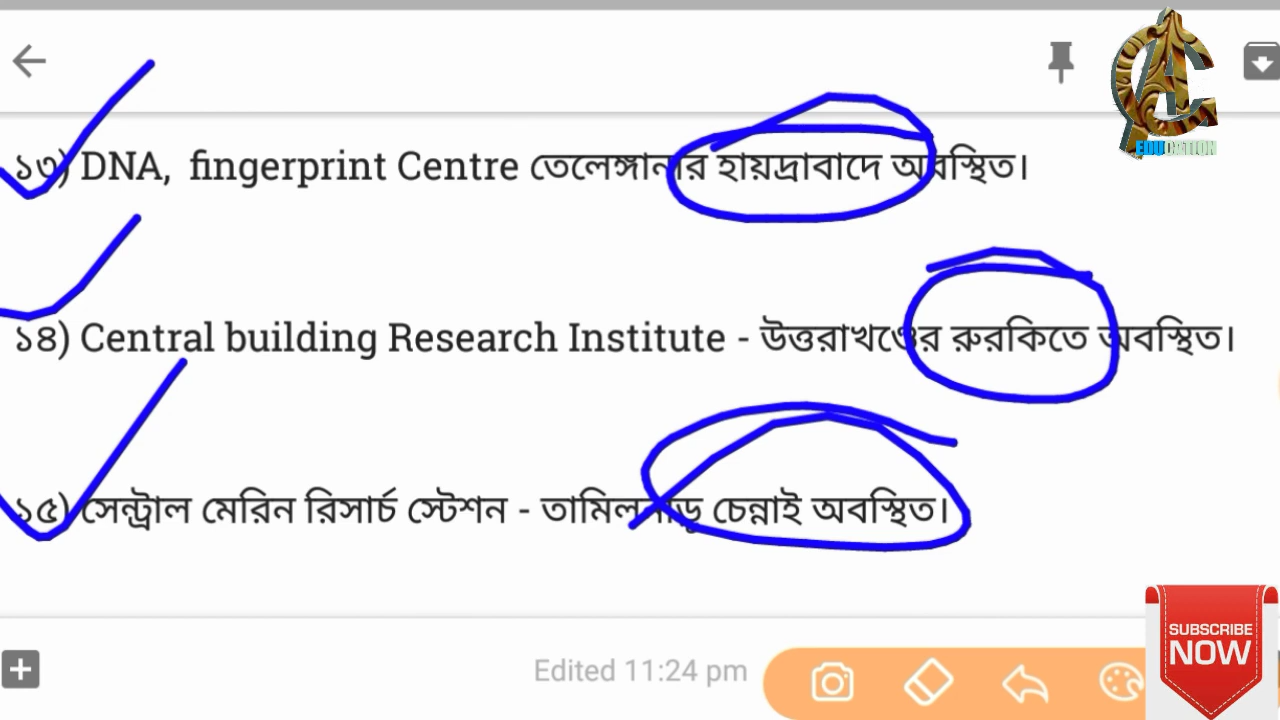 ১৩) DNA, fingerprint Centre তেলেঙ্গানার হায়দ্রাবাদে অবস্থিত।
১৪) Central building Research Institute - উত্তরাখণ্ডের রুরকিতে অবস্থিত।
১৫) সেন্ট্রাল মেরিন রিসার্চ স্টেশন - তামিলনাড়ু চেন্নাই অবস্থিত।
Edited 11:24 pm
EDUCATION
SUBSCRIBE
NOW